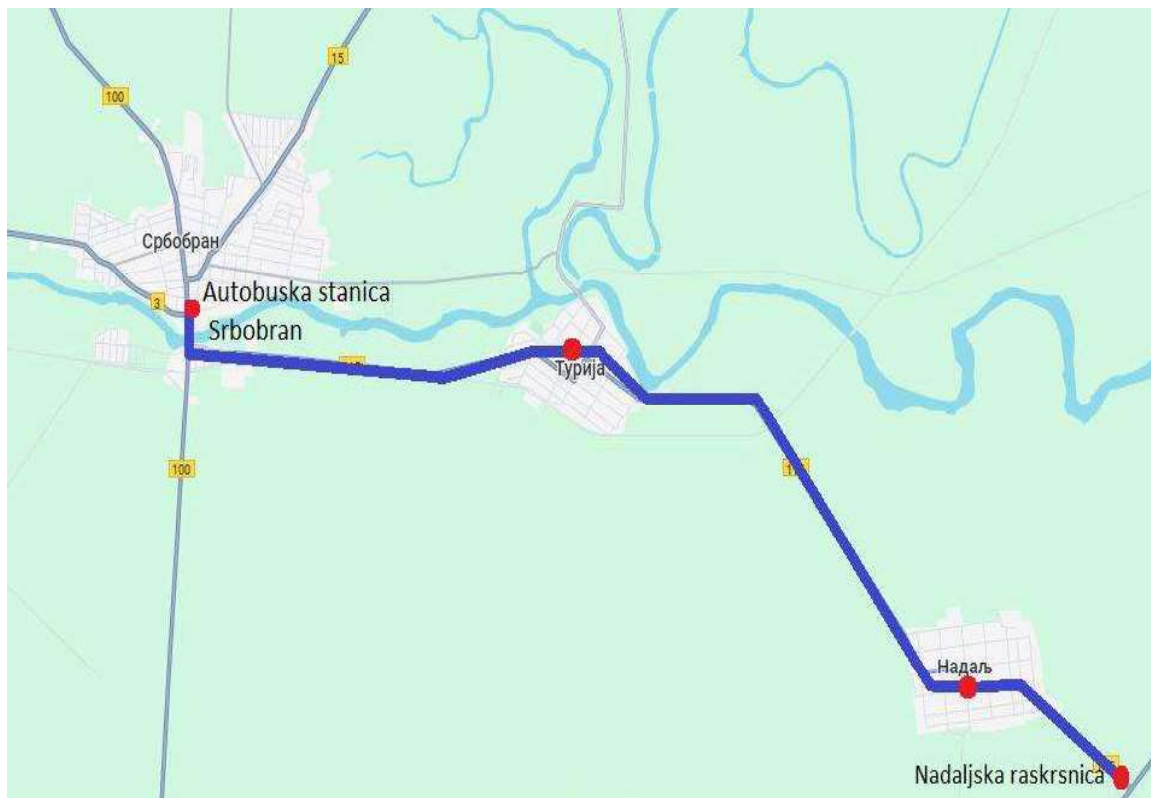 15
100
Србобран
3
Autobuska stanica
Srbobran
Турија
100
Надаљ
Nadaljska raskrsnica